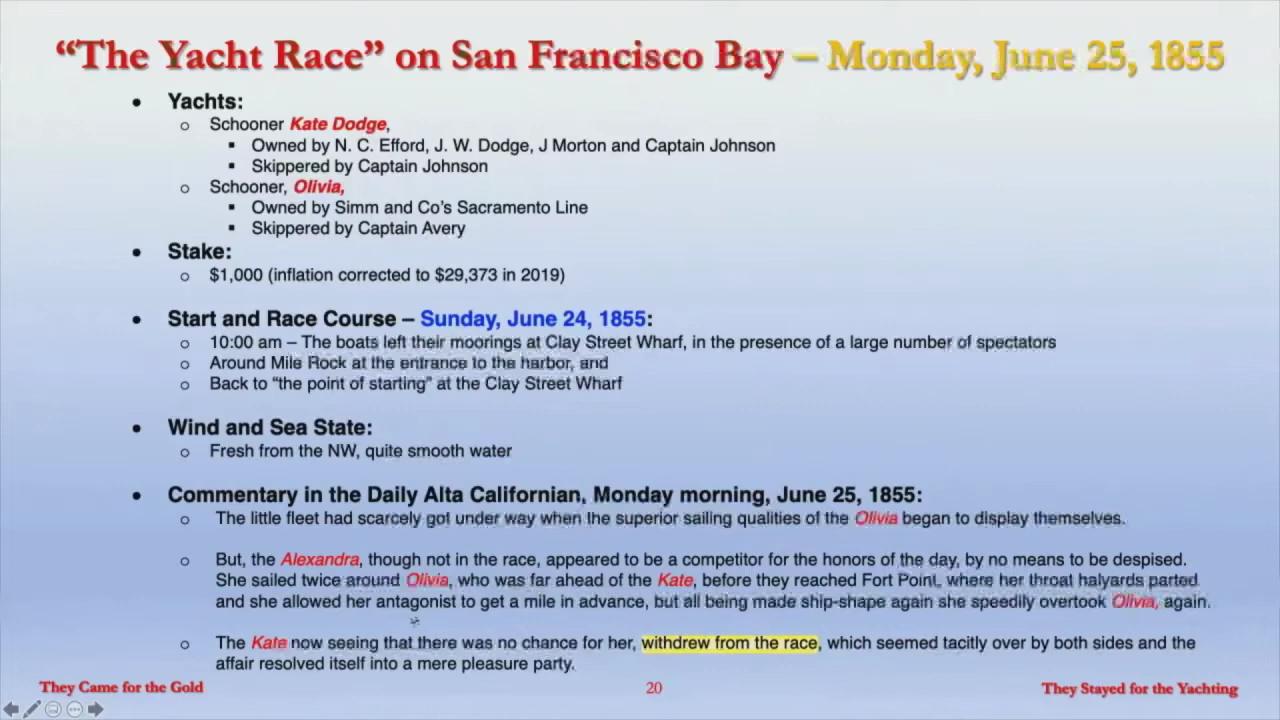 “The Yacht Race” on San Francisco Bay – Monday, June 25, 1855
• Yachts:
o Schooner Kate Dodge,
▪ Owned by N. C. Efford, J. W. Dodge, J Morton and Captain Johnson
▪ Skippered by Captain Johnson
o Schooner, Olivia,
▪ Owned by Simm and Co’s Sacramento Line
▪ Skippered by Captain Avery
• Stake:
o $1,000 (inflation corrected to $29,373 in 2019)
• Start and Race Course – Sunday, June 24, 1855:
o 10:00 am – The boats left their moorings at Clay Street Wharf, in the presence of a large number of spectators
o Around Mile Rock at the entrance to the harbor, and
o Back to “the point of starting” at the Clay Street Wharf
• Wind and Sea State:
o Fresh from the NW, quite smooth water
• Commentary in the Daily Alta Californian, Monday morning, June 25, 1855:
o The little fleet had scarcely got under way when the superior sailing qualities of the Olivia began to display themselves.
o But, the Alexandra, though not in the race, appeared to be a competitor for the honors of the day, by no means to be despised.
She sailed twice around Olivia, who was far ahead of the Kate, before they reached Fort Point, where her throat halyards parted
and she allowed her antagonist to get a mile in advance, but all being made ship-shape again she speedily overtook Olivia, again.
o The Kate now seeing that there was no chance for her, withdrew from the race, which seemed tacitly over by both sides and the
affair resolved itself into a mere pleasure party.
They Came for the Gold
20
They Stayed for the Yachting